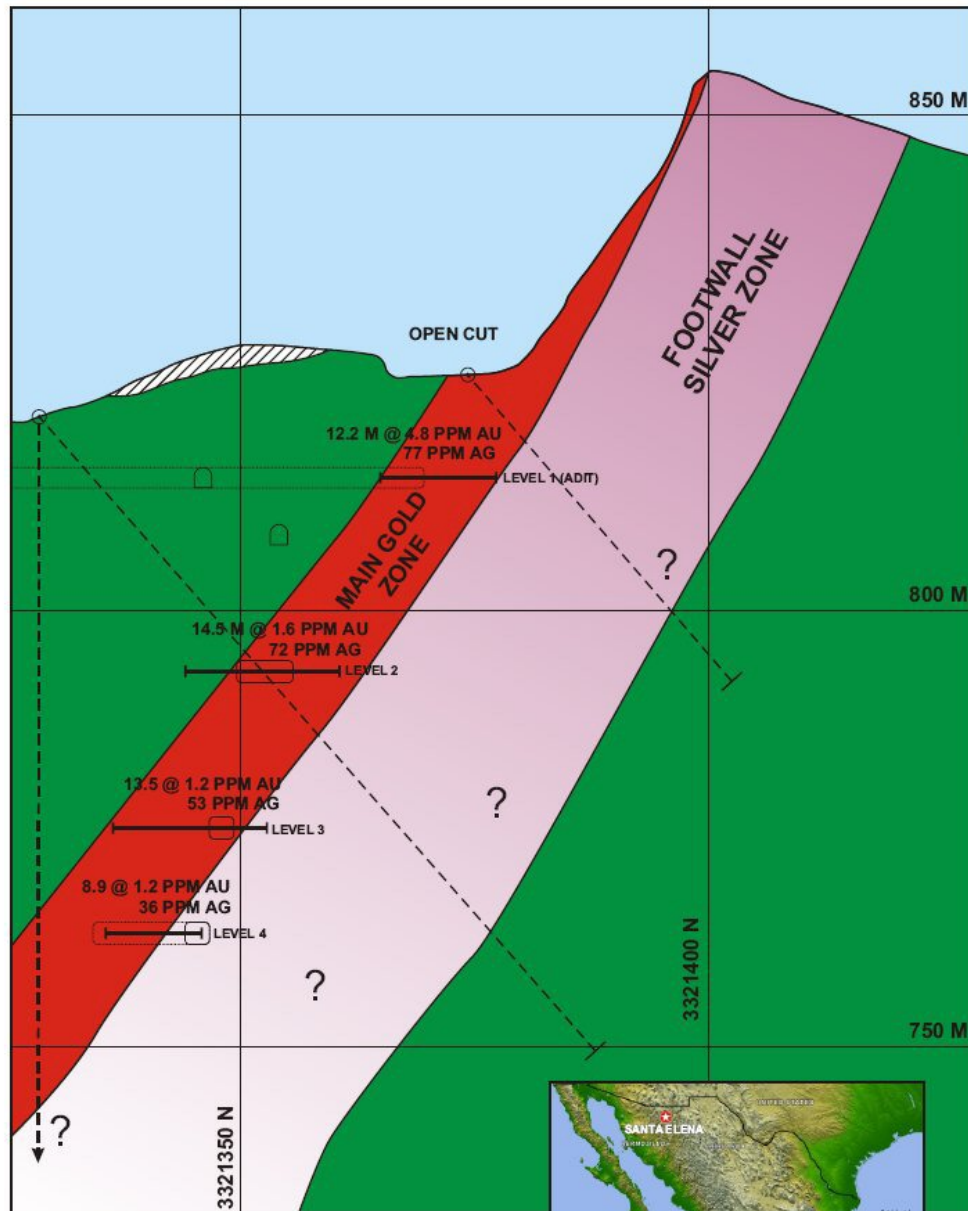 850 M
FOOTWALL
SILVER ZONE
OPEN CUT
12.2 M @ 4.8 PPM AU
77 PPM AG
LEVEL 1 (ADIT)
MAIN GOLD
ZONE
?
800 M
14.5 M @ 1.6 PPM AU
72 PPM AG
LEVEL 2
?
13.5 @ 1.2 PPM AU
53 PPM AG
LEVEL 3
8.9 @ 1.2 PPM AU
36 PPM AG
LEVEL 4
3321400 N
?
750 M
?
3321350 N
UNITED STATES
SANTA ELENA
HERMOSILLO